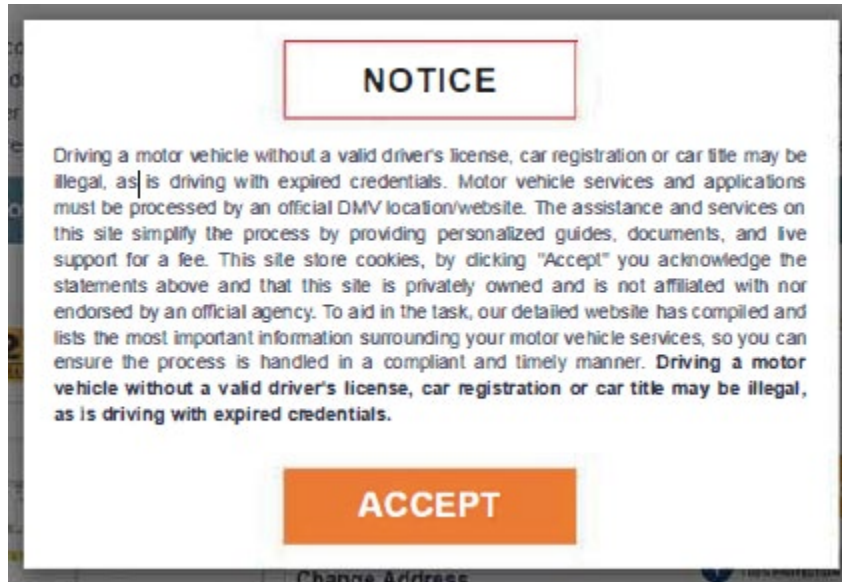 NOTICE
Driving a motor vehicle without a valid driver's license, car registration or car title may be
illegal, as is driving with expired credentials. Motor vehicle services and applications
must be processed by an official DMV location/website. The assistance and services on
this site simplify the process by providing personalized guides, documents, and live
support for a fee. This site store cookies, by clicking "Accept" you acknowledge the
statements above and that this site is privately owned and is not affiliated with nor
endorsed by an official agency. To aid in the task, our detailed website has compiled and
lists the most important information surrounding your motor vehicle services, so you can
ensure the process is handled in a compliant and timely manner. Driving a motor
vehicle without a valid driver's license, car registration or car title may be illegal,
as is driving with expired credentials.
ACCEPT
Change Address